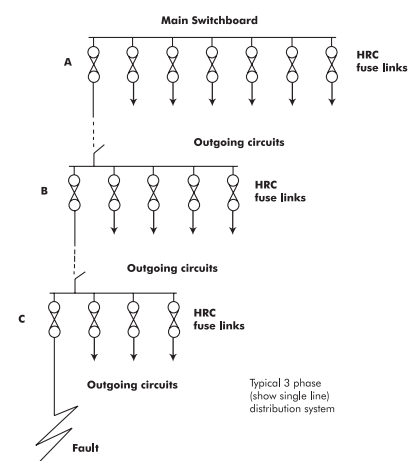 Main Switchboard
A
HRC
fuse links
Outgoing circuits
B
HRC
fuse links
Outgoing circuits
C
HRC
fuse links
Outgoing circuits
Typical 3 phase
(show single line)
distribution system
Fault